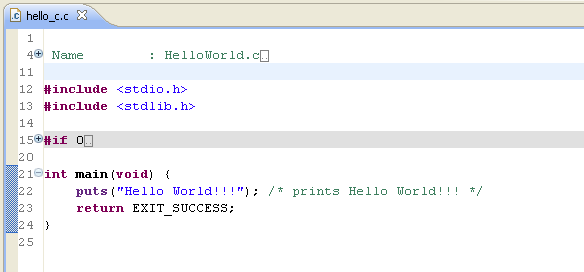 hello_c.c
1
4 Name : HelloWorld.c
11
12 #include <stdio.h>
13 #include <stdlib.h>
14
15 #if 0
20
21 int main(void) {
22 puts("Hello World!!!"); /* prints Hello World!!! */
23 return EXIT_SUCCESS;
24 }
25